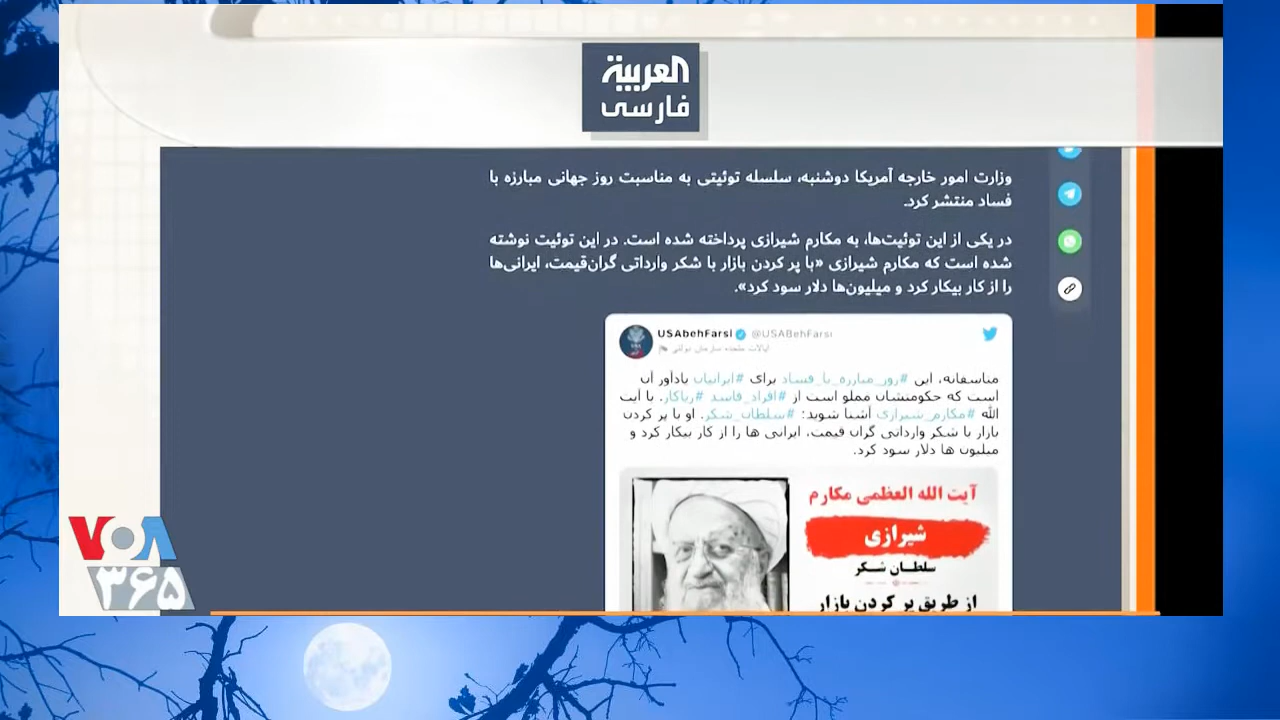 العربية
فارسی
وزارت امور خارجه آمریکا دوشنبه، سلسله توئیتی به مناسبت روز جهانی مبارزه با
فساد منتشر کرد.
در یکی از این توئیت‌ها، به مکارم شیرازی پرداخته شده است. در این توئیت نوشته
شده است که مکارم شیرازی «با پر کردن بازار با شکر وارداتی گران‌قیمت، ایرانی‌ها
را از کار بیکار کرد و میلیون‌ها دلار سود کرد».
USABehFarsi @USABehFarsi
ایالات متحده سازمان دولتی
متاسفانه، این #روز_مبارزه_با_فساد برای #ایرانیان یادآور آن
است که حکومتشان مملو است از #افراد_فاسد #ریاکار. با آیت
الله #مکارم_شیرازی آشنا شوید: #سلطان_شکر. او با پر کردن
بازار با شکر وارداتی گران قیمت، ایرانی ها را از کار بیکار کرد و
میلیون ها دلار سود کرد.
آیت الله العظمی مکارم
شیرازی
سلطان شکر
از طریق پر کردن بازار
VOA
۳۶۵